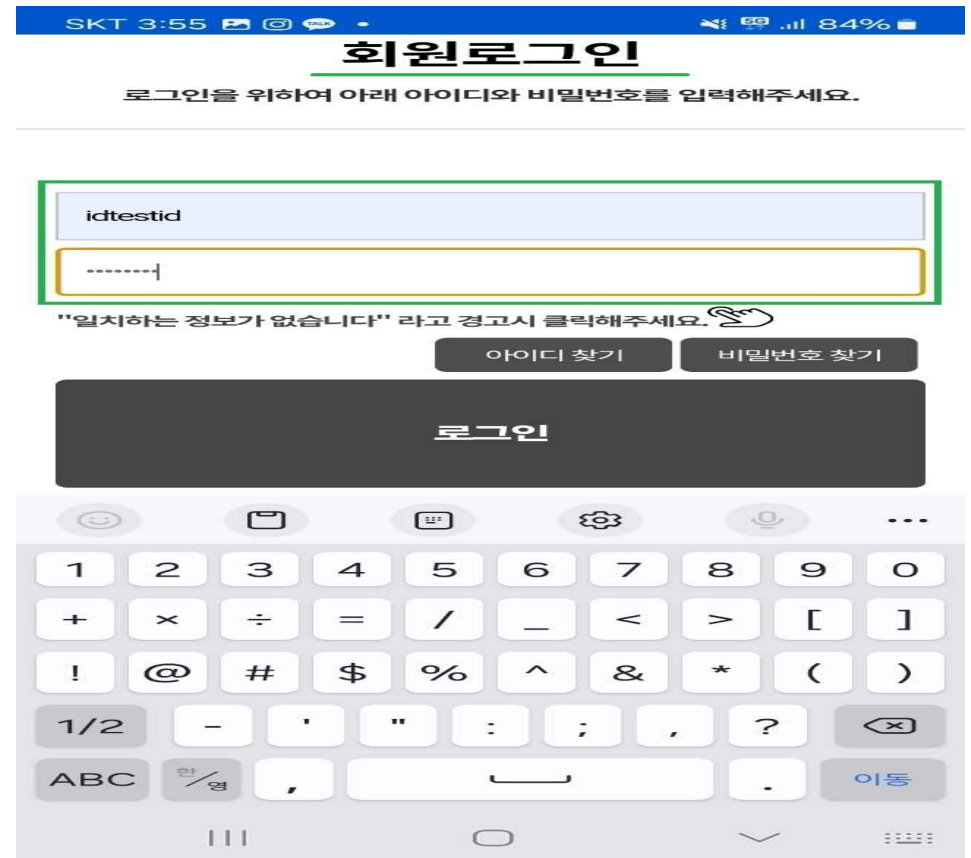 SKT 3:55 TALK 5G 84%
회원로그인
로그인을 위하여 아래 아이디와 비밀번호를 입력해주세요.
idtestid
········
"일치하는 정보가 없습니다" 라고 경고시 클릭해주세요.
아이디 찾기 비밀번호 찾기
로그인
1 2 3 4 5 6 7 8 9 0
+ × ÷ = / _ < > [ ]
! @ # $ % ^ & * ( )
1/2 - ' " : ; , ?
ABC 한/영 , . 이동